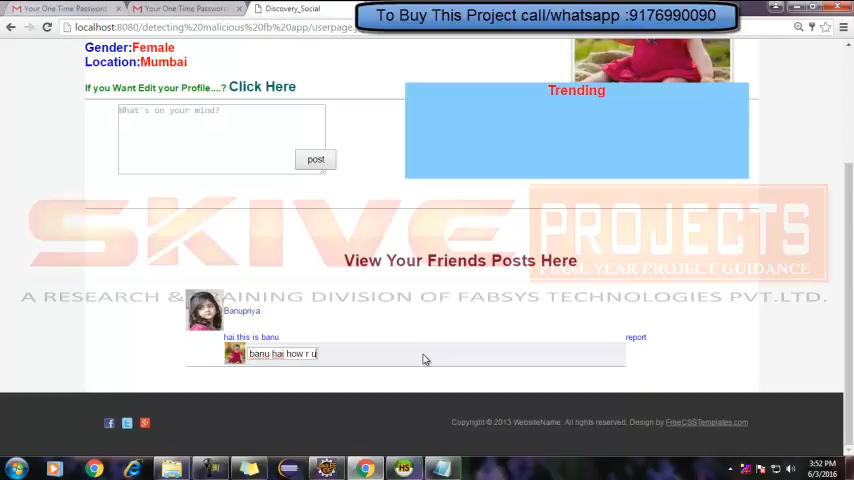 Your One Time Password
Your One Time Password
Discovery_Social
To Buy This Project call/whatsapp :9176990090
localhost:8080/detecting%20malicious%20fb%20app/userpage.j
Gender:Female
Location:Mumbai
If you Want Edit your Profile....? Click Here
What's on your mind?
post
Trending
SKIVE PROJECTS
FINAL YEAR PROJECT GUIDANCE
View Your Friends Posts Here
A RESEARCH & TRAINING DIVISION OF FABSYS TECHNOLOGIES PVT.LTD.
Banupriya
hai this is banu
report
banu hai how r u
Copyright © 2013 WebsiteName. All rights reserved. Design by FreeCSSTemplates.com
HS
3:52 PM
6/3/2016